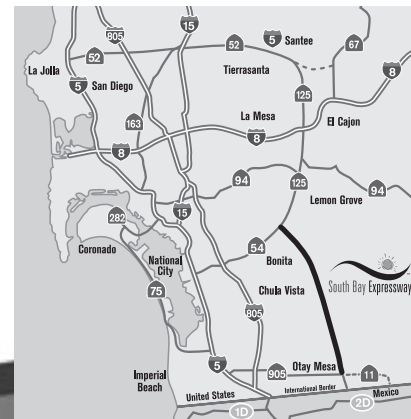 15
5
Santee
805
67
52
52
La Jolla
Tierrasanta
8
5
San Diego
125
163
La Mesa
El Cajon
8
8
94
125
94
Lemon Grove
282
15
Coronado
National
City
54
Bonita
South Bay Expressway
75
Chula Vista
805
Otay Mesa
5
905
11
Imperial
Beach
International Border
United States
Mexico
1D
2D